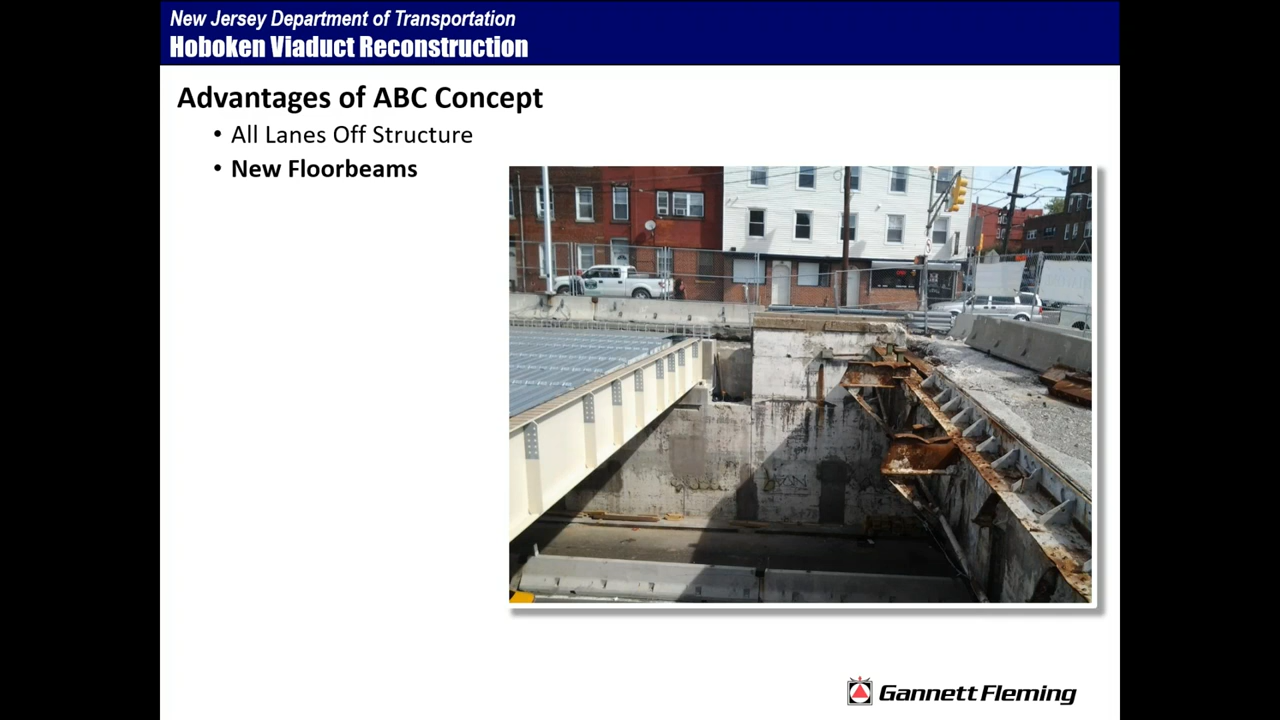 New Jersey Department of Transportation
Hoboken Viaduct Reconstruction
Advantages of ABC Concept
• All Lanes Off Structure
• New Floorbeams
Gannett Fleming